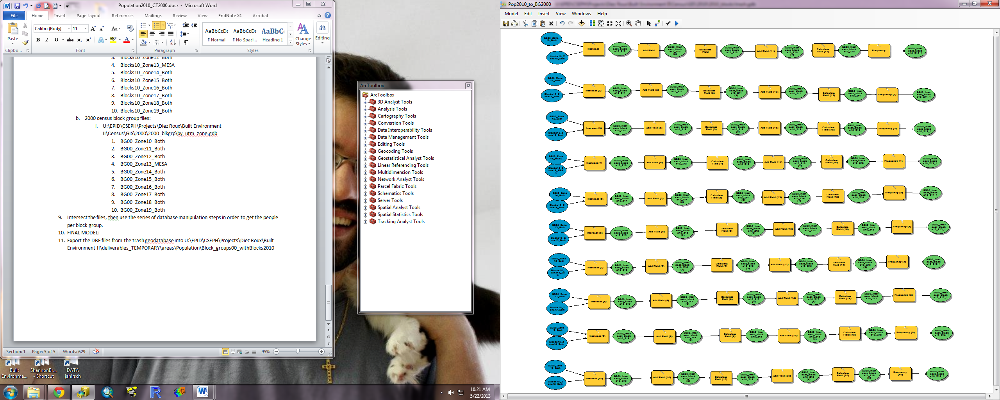 Population2010_CT2000.docx - Microsoft Word
File Home Insert Page Layout References Mailings Review View EndNote X4 Acrobat
Paste
Calibri (Body) 11
AaBbCcDc AaBbCcDc AaBbC
¶ Normal ¶ No Spaci... Heading 1
Change Styles
Editing
Clipbo... Font Paragraph Styles
3. Blocks10_Zone12_Both
4. Blocks10_Zone13_MESA
5. Blocks10_Zone14_Both
6. Blocks10_Zone15_Both
7. Blocks10_Zone16_Both
8. Blocks10_Zone17_Both
9. Blocks10_Zone18_Both
10. Blocks10_Zone19_Both
b. 2000 census block group files:
i. U:\EPID\CSEPH\Projects\Diez Roux\Built Environment
II\Census\GIS\2000\2000_blkgrp\by_utm_zone.gdb
1. BG00_Zone10_Both
2. BG00_Zone11_Both
3. BG00_Zone12_Both
4. BG00_Zone13_MESA
5. BG00_Zone14_Both
6. BG00_Zone15_Both
7. BG00_Zone16_Both
8. BG00_Zone17_Both
9. BG00_Zone18_Both
10. BG00_Zone19_Both
9. Intersect the files, then use the series of database manipulation steps in order to get the people
per block group.
10. FINAL MODEL:
11. Export the DBF files from the trash geodatabase into U:\EPID\CSEPH\Projects\Diez Roux\Built
Environment II\deliverables_TEMPORARY\areas\Population\Block_groups00_withBlocks2010
Section: 1 Page: 5 of 5 Words: 629 95%
Built
Environme...
ShannonBr...
- Shortcut
DATA
jahirsch
ArcToolbox
ArcToolbox
3D Analyst Tools
Analysis Tools
Cartography Tools
Conversion Tools
Data Interoperability Tools
Data Management Tools
Editing Tools
Geocoding Tools
Geostatistical Analyst Tools
Linear Referencing Tools
Multidimension Tools
Network Analyst Tools
Parcel Fabric Tools
Schematics Tools
Server Tools
Spatial Analyst Tools
Spatial Statistics Tools
Tracking Analyst Tools
GeoDa
10:21 AM
5/22/2013
Pop2010_to_BG2000
Model Edit Insert View Windows Help
Intersect Add Field Calculate Field Add Field (11) Calculate Field (11) Frequency
Intersect (2) Add Field (2) Calculate Field (2) Add Field (12) Calculate Field (12) Frequency (2)
Intersect (3) Add Field (3) Calculate Field (3) Add Field (13) Calculate Field (13) Frequency (3)
Intersect (4) Add Field (4) Calculate Field (4) Add Field (14) Calculate Field (14) Frequency (4)
Intersect (5) Add Field (5) Calculate Field (5) Add Field (15) Calculate Field (15) Frequency (5)
Intersect (6) Add Field (6) Calculate Field (6) Add Field (16) Calculate Field (16) Frequency (6)
Intersect (7) Add Field (7) Calculate Field (7) Add Field (17) Calculate Field (17) Frequency (7)
Intersect (8) Add Field (8) Calculate Field (8) Add Field (18) Calculate Field (18) Frequency (8)
Intersect (9) Add Field (9) Calculate Field (9) Add Field (19) Calculate Field (19) Frequency (9)
Intersect (10) Add Field (10) Calculate Field (10) Add Field (20) Calculate Field (20) Frequency (10)